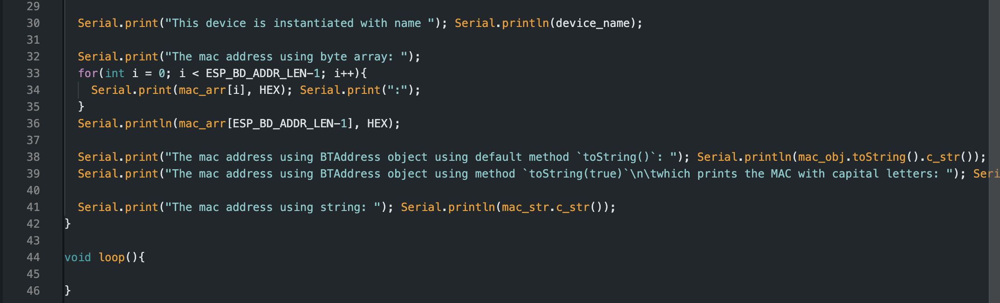 29
30 Serial.print("This device is instantiated with name "); Serial.println(device_name);
31
32 Serial.print("The mac address using byte array: ");
33 for(int i = 0; i < ESP_BD_ADDR_LEN-1; i++){
34 Serial.print(mac_arr[i], HEX); Serial.print(":");
35 }
36 Serial.println(mac_arr[ESP_BD_ADDR_LEN-1], HEX);
37
38 Serial.print("The mac address using BTAddress object using default method `toString()`: "); Serial.println(mac_obj.toString().c_str());
39 Serial.print("The mac address using BTAddress object using method `toString(true)`\n\twhich prints the MAC with capital letters: "); Seri
40
41 Serial.print("The mac address using string: "); Serial.println(mac_str.c_str());
42 }
43
44 void loop(){
45
46 }